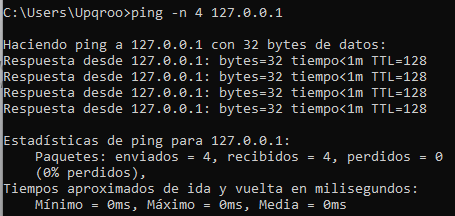 C:\Users\Upqroo>ping -n 4 127.0.0.1
Haciendo ping a 127.0.0.1 con 32 bytes de datos:
Respuesta desde 127.0.0.1: bytes=32 tiempo<1m TTL=128
Respuesta desde 127.0.0.1: bytes=32 tiempo<1m TTL=128
Respuesta desde 127.0.0.1: bytes=32 tiempo<1m TTL=128
Respuesta desde 127.0.0.1: bytes=32 tiempo<1m TTL=128
Estadísticas de ping para 127.0.0.1:
    Paquetes: enviados = 4, recibidos = 4, perdidos = 0
    (0% perdidos),
Tiempos aproximados de ida y vuelta en milisegundos:
    Mínimo = 0ms, Máximo = 0ms, Media = 0ms